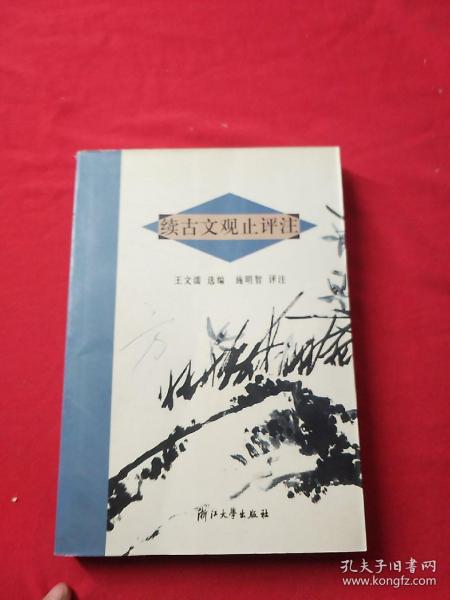 续古文观止评注
王文濡 选编 施明智 评注
浙江大学出版社
孔夫子旧书网
www.kongfz.com